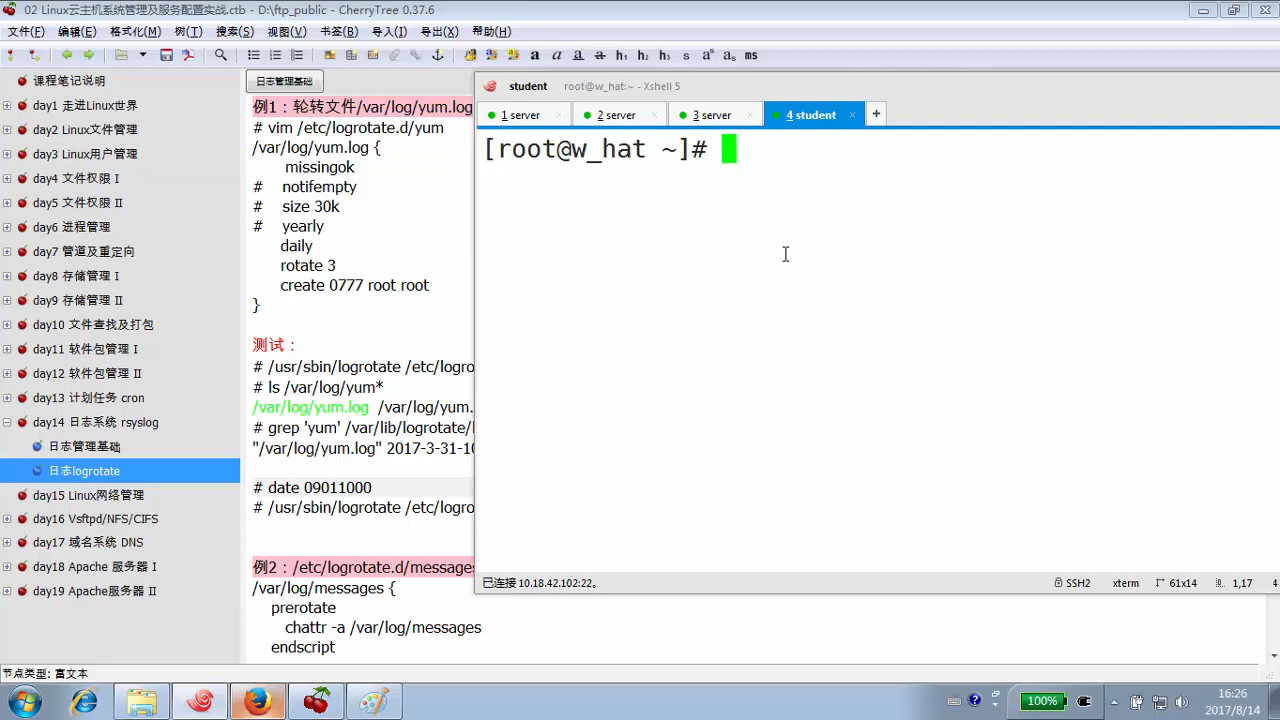 02 Linux云主机系统管理及服务配置实战.ctb - D:\ftp_public - CherryTree 0.37.6
文件(F) 编辑(E) 格式化(M) 树(T) 搜索(S) 视图(V) 书签(B) 导入(I) 导出(X) 帮助(H)
a a a a h1 h2 h3 s aˢ aₛ ms
课程笔记说明
day1 走进Linux世界
day2 Linux文件管理
day3 Linux用户管理
day4 文件权限 I
day5 文件权限 II
day6 进程管理
day7 管道及重定向
day8 存储管理 I
day9 存储管理 II
day10 文件查找及打包
day11 软件包管理 I
day12 软件包管理 II
day13 计划任务 cron
day14 日志系统 rsyslog
日志管理基础
日志logrotate
day15 Linux网络管理
day16 Vsftpd/NFS/CIFS
day17 域名系统 DNS
day18 Apache 服务器 I
day19 Apache服务器 II
日志管理基础
例1：轮转文件/var/log/yum.log
# vim /etc/logrotate.d/yum
/var/log/yum.log {
missingok
# notifempty
# size 30k
# yearly
daily
rotate 3
create 0777 root root
}
测试：
# /usr/sbin/logrotate /etc/logro
# ls /var/log/yum*
/var/log/yum.log /var/log/yum.
# grep 'yum' /var/lib/logrotate/
"/var/log/yum.log" 2017-3-31-10
# date 09011000
# /usr/sbin/logrotate /etc/logro
例2：/etc/logrotate.d/messages
/var/log/messages {
prerotate
chattr -a /var/log/messages
endscript
student root@w_hat:~ - Xshell 5
1 server × 2 server × 3 server × 4 student × +
[root@w_hat ~]#
已连接 10.18.42.102:22。 SSH2 xterm 61x14 1,17 4
节点类型: 富文本
100%
16:26
2017/8/14